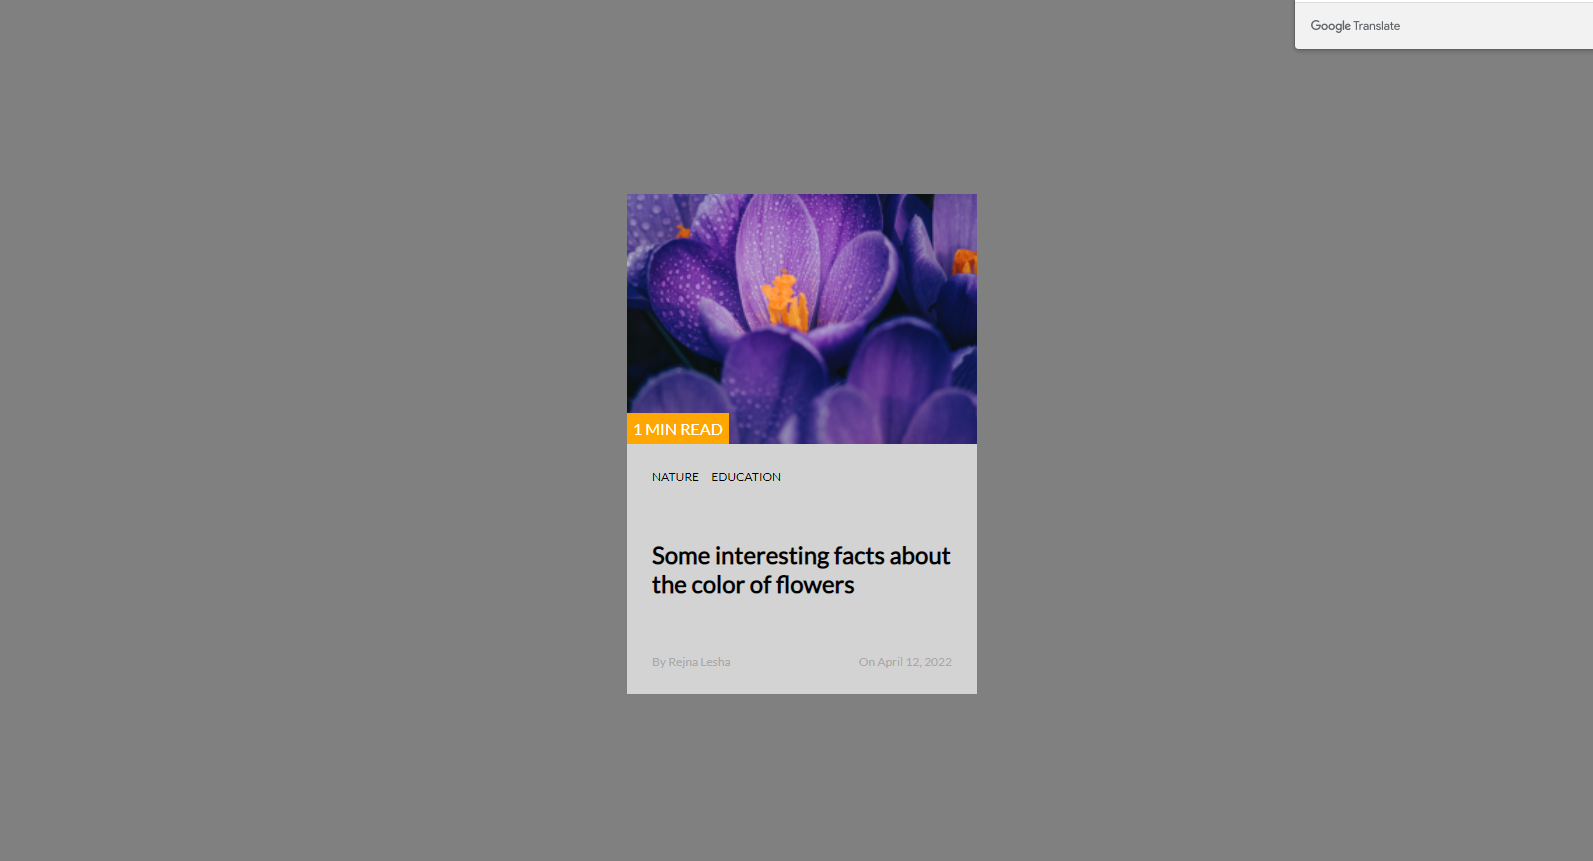 Google Translate
1 MIN READ
NATURE EDUCATION
Some interesting facts about
the color of flowers
By Rejna Lesha On April 12, 2022